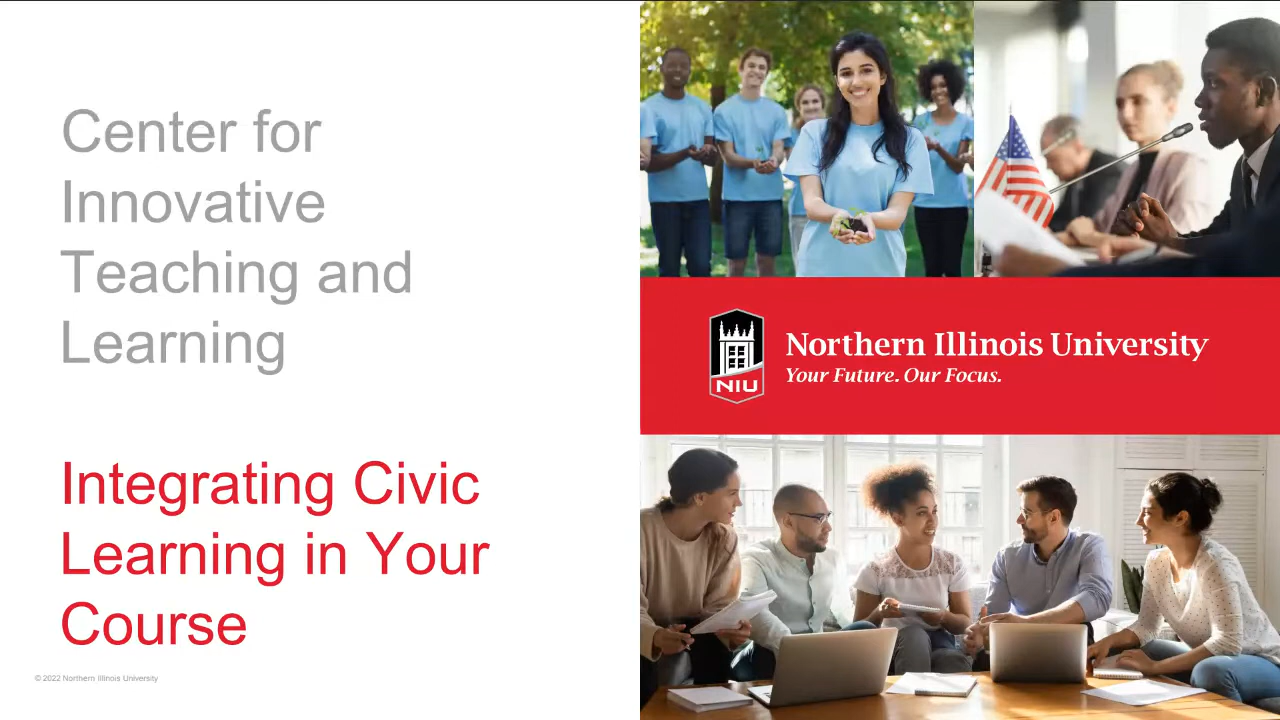 Center for
Innovative
Teaching and
Learning
Integrating Civic
Learning in Your
Course
© 2022 Northern Illinois University
NIU
Northern Illinois University
Your Future. Our Focus.